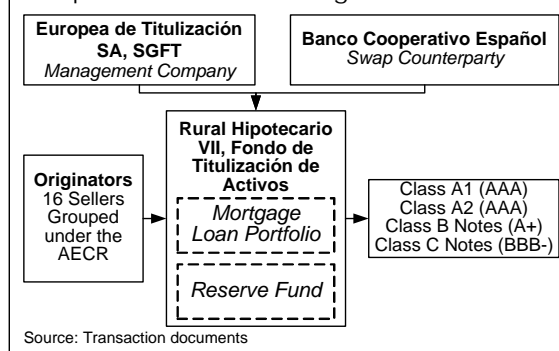 Europea de Titulización
SA, SGFT
Management Company
Banco Cooperativo Español
Swap Counterparty
Originators
16 Sellers
Grouped
under the
AECR
Rural Hipotecario
VII, Fondo de
Titulización de
Activos
Mortgage
Loan Portfolio
Reserve Fund
Class A1 (AAA)
Class A2 (AAA)
Class B Notes (A+)
Class C Notes (BBB-)
Source: Transaction documents